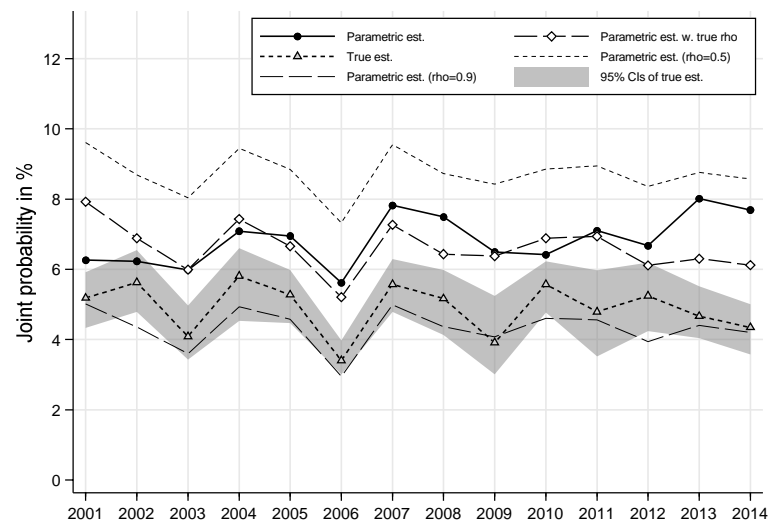 Parametric est.
Parametric est. w. true rho
True est.
Parametric est. (rho=0.5)
Parametric est. (rho=0.9)
95% CIs of true est.
Joint probability in %
12
10
8
6
4
2
0
2001 2002 2003 2004 2005 2006 2007 2008 2009 2010 2011 2012 2013 2014